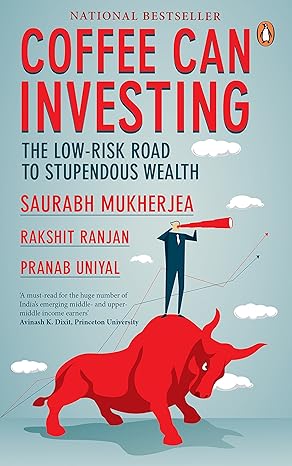 NATIONAL BESTSELLER
COFFEE CAN
INVESTING
THE LOW-RISK ROAD
TO STUPENDOUS WEALTH
SAURABH MUKHERJEA
RAKSHIT RANJAN
PRANAB UNIYAL
'A must-read for the huge number of
India's emerging middle- and upper-
middle income earners'
Avinash K. Dixit, Princeton University